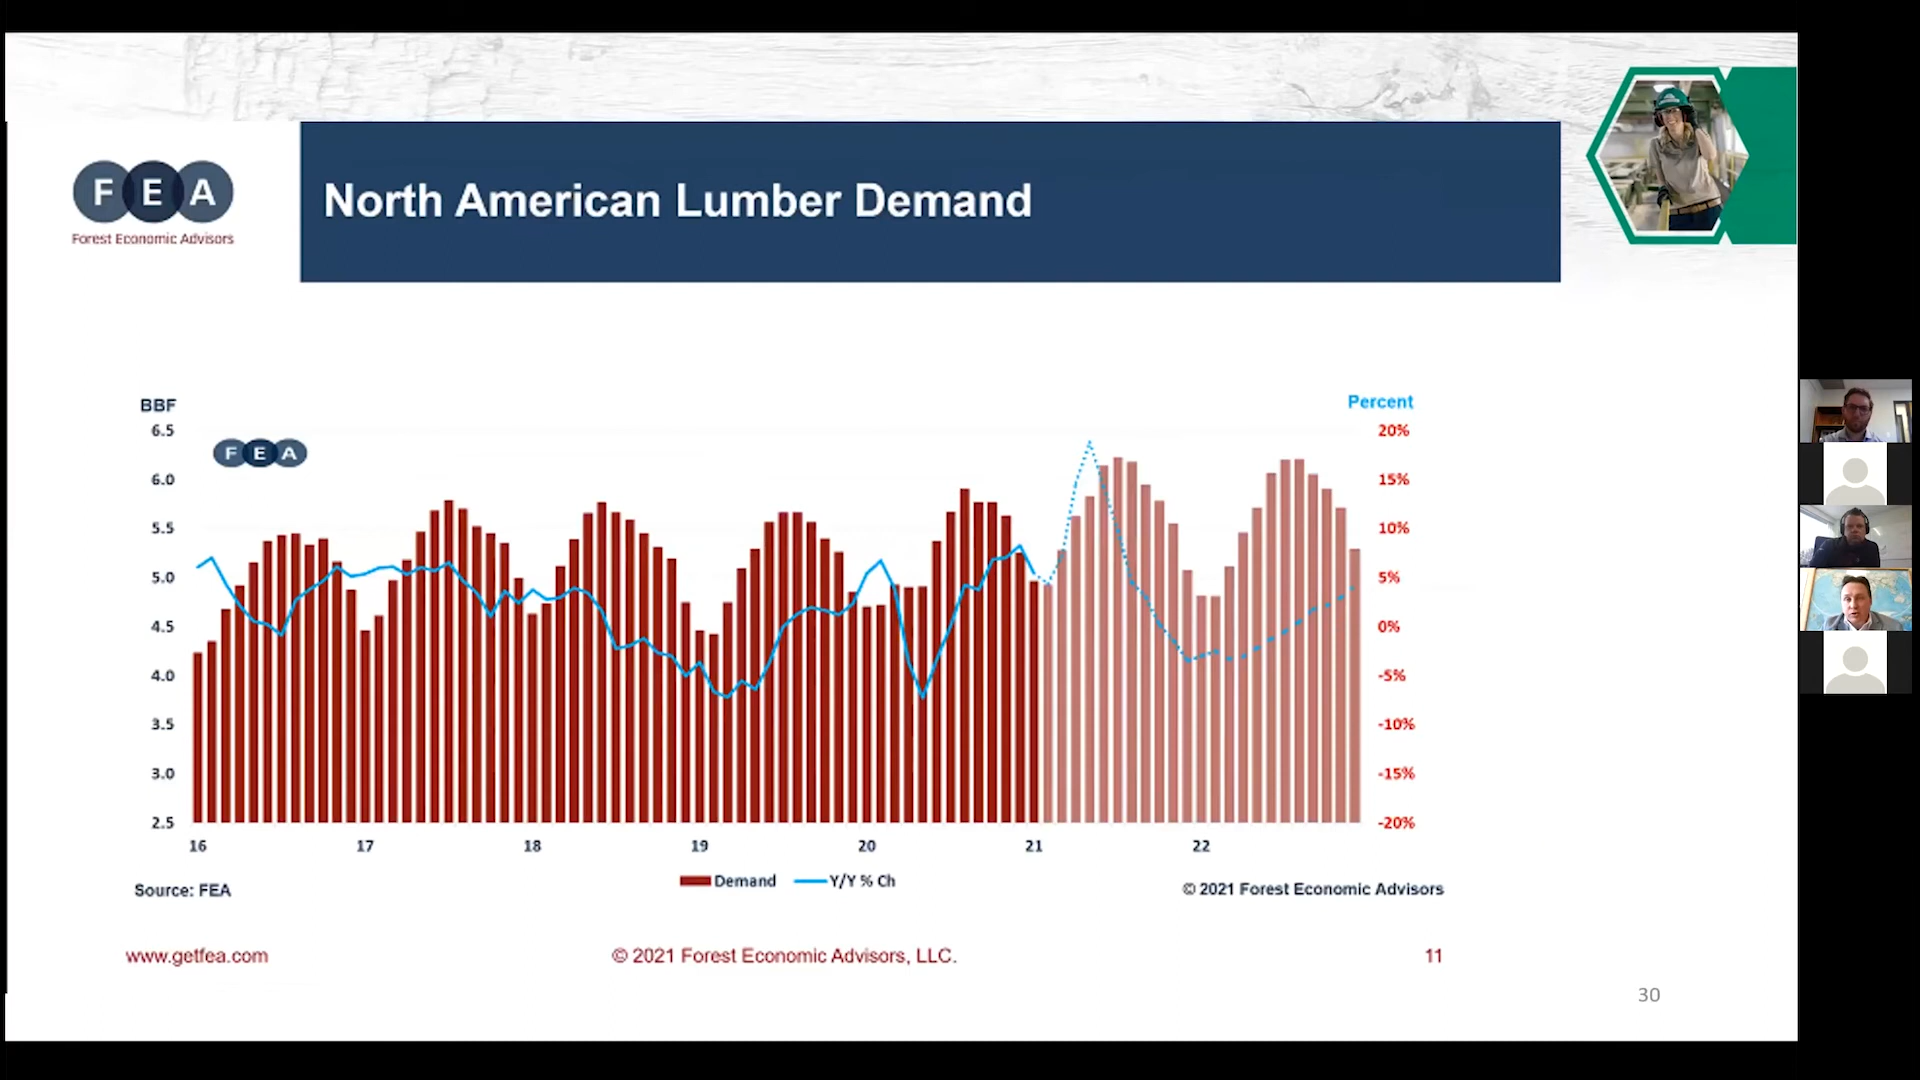 F E A
Forest Economic Advisors
North American Lumber Demand
BBF
Percent
6.5
6.0
5.5
5.0
4.5
4.0
3.5
3.0
2.5
F E A
20%
15%
10%
5%
0%
-5%
-10%
-15%
-20%
16 17 18 19 20 21 22
Demand Y/Y % Ch
Source: FEA
© 2021 Forest Economic Advisors
www.getfea.com
© 2021 Forest Economic Advisors, LLC.
11
30